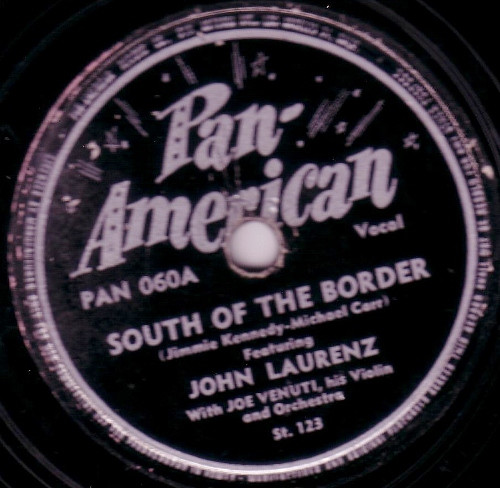 Pan-
American
Vocal
PAN 060A
SOUTH OF THE BORDER
(Jimmie Kennedy-Michael Carr)
Featuring
JOHN LAURENZ
With JOE VENUTI, his Violin
and Orchestra
St. 123